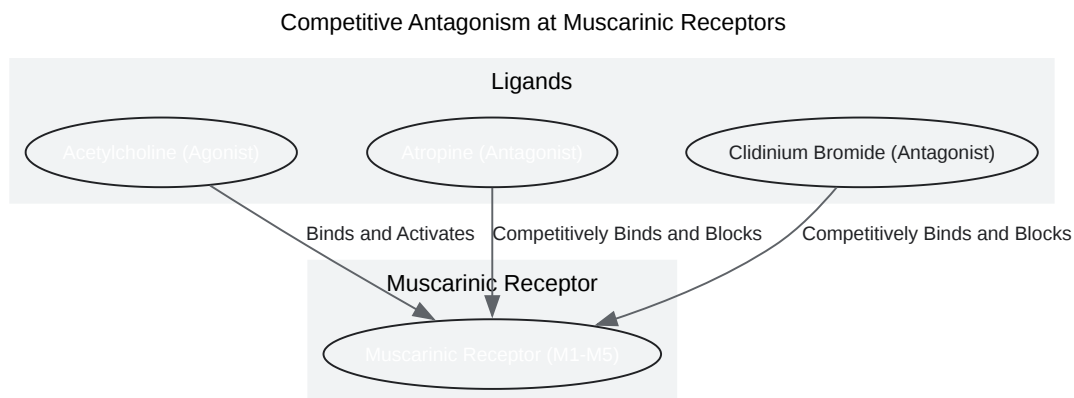 Competitive Antagonism at Muscarinic Receptors
Ligands
Acetylcholine (Agonist)
Atropine (Antagonist)
Clidinium Bromide (Antagonist)
Binds and Activates
Competitively Binds and Blocks
Competitively Binds and Blocks
Muscarinic Receptor
Muscarinic Receptor (M1-M5)